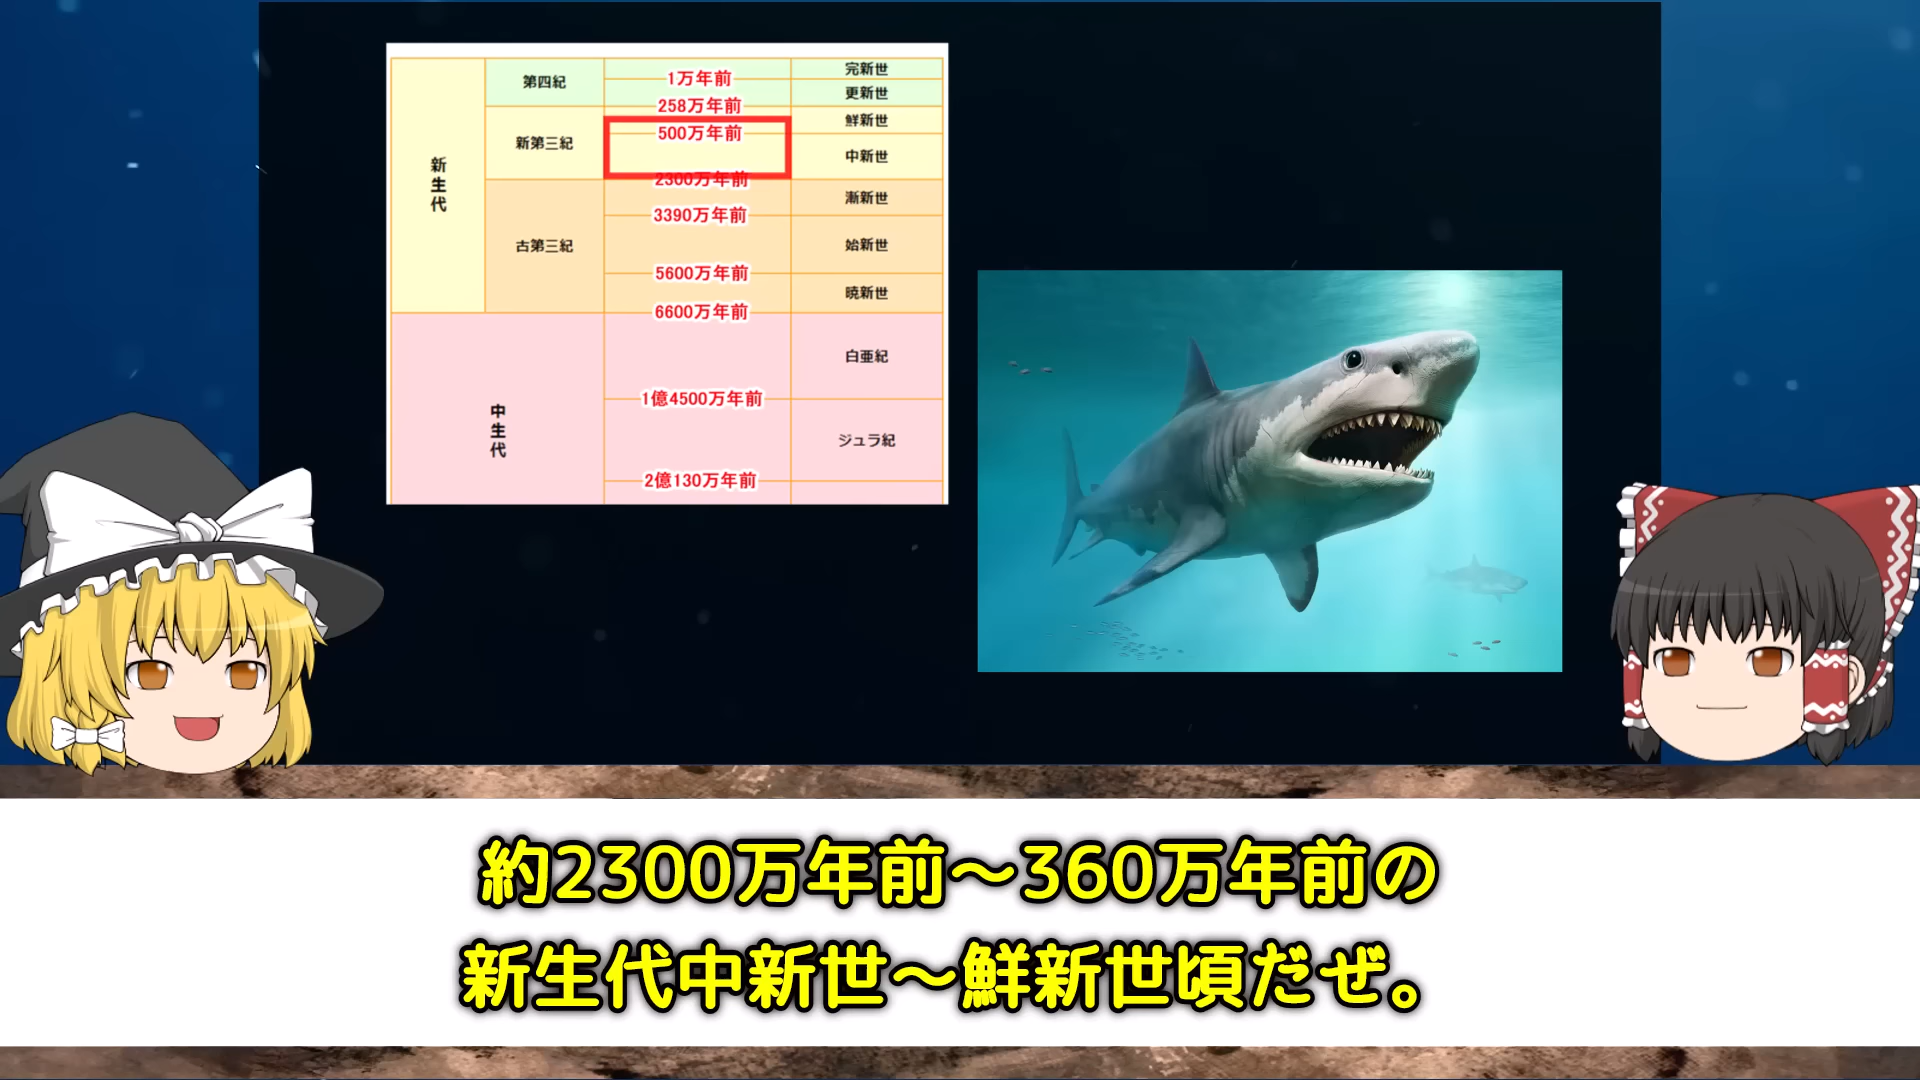 新生代
第四紀
1万年前
完新世
更新世
258万年前
新第三紀
鮮新世
500万年前
中新世
2300万年前
古第三紀
漸新世
3390万年前
始新世
5600万年前
暁新世
6600万年前
中生代
白亜紀
1億4500万年前
ジュラ紀
2億130万年前
約2300万年前～360万年前の
新生代中新世～鮮新世頃だぜ。